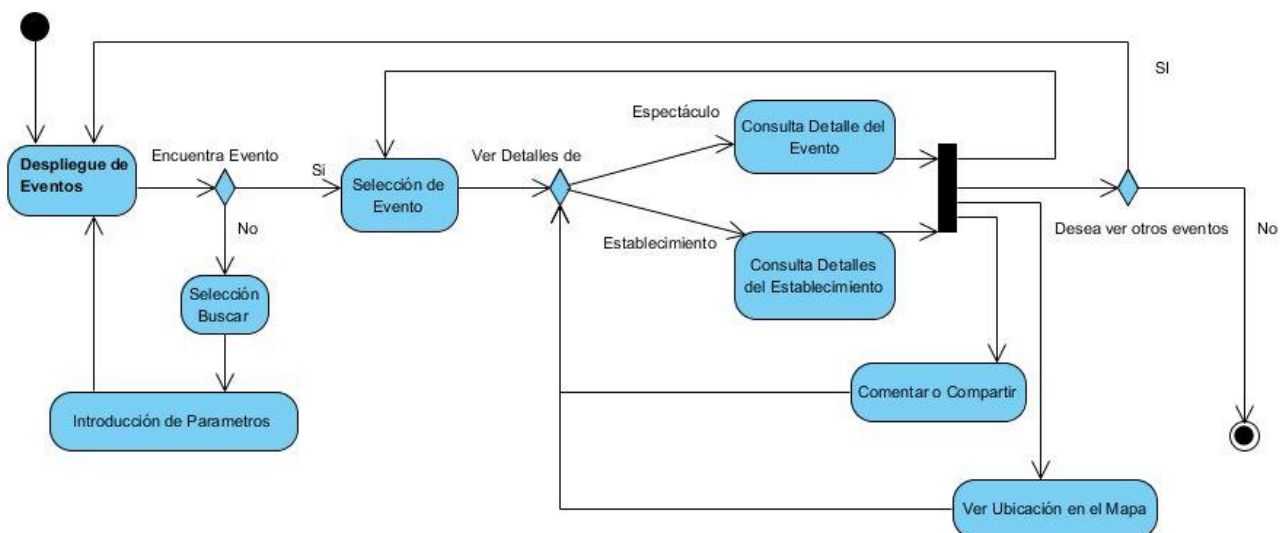 SI
Espectáculo
Consulta Detalle del
Evento
Encuentra Evento
Ver Detalles de
Despliegue de
Eventos
Si
Selección de
Evento
No
Establecimiento
Desea ver otros eventos
No
Consulta Detalles
del Establecimiento
Selección
Buscar
Comentar o Compartir
Introducción de Parametros
Ver Ubicación en el Mapa